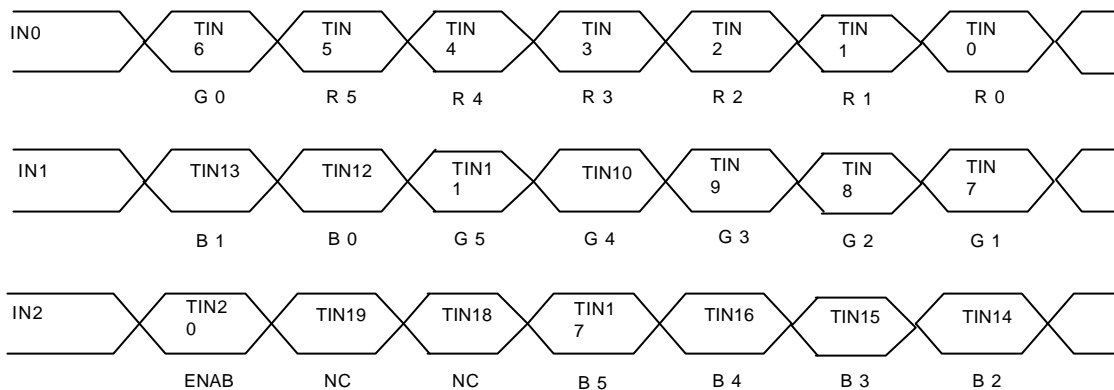 IN0 TIN 6 TIN 5 TIN 4 TIN 3 TIN 2 TIN 1 TIN 0
G 0 R 5 R 4 R 3 R 2 R 1 R 0
IN1 TIN13 TIN12 TIN1 1 TIN10 TIN 9 TIN 8 TIN 7
B 1 B 0 G 5 G 4 G 3 G 2 G 1
IN2 TIN2 0 TIN19 TIN18 TIN1 7 TIN16 TIN15 TIN14
ENAB NC NC B 5 B 4 B 3 B 2